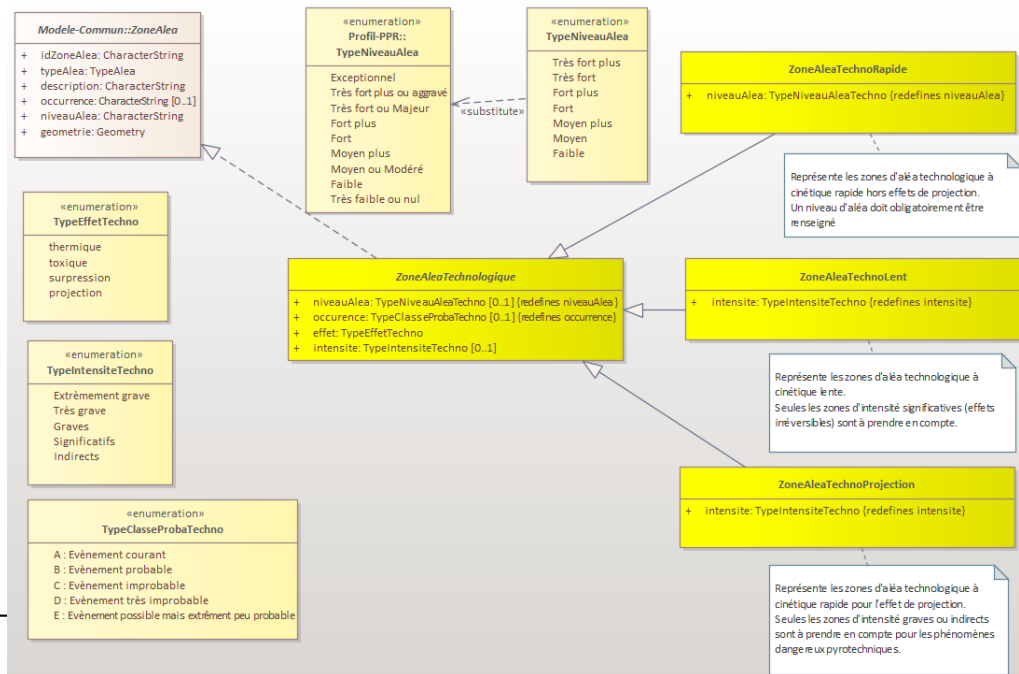 Modele-Commun::ZoneAlea
+ idZoneAlea: CharacterString
+ typeAlea: TypeAlea
+ description: CharacterString
+ occurrence: CharacterString [0..1]
+ niveauAlea: CharacterString
+ geometrie: Geometry
«enumeration»
Profil-PPR::
TypeNiveauAlea
Exceptionnel
Très fort plus ou aggravé
Très fort ou Majeur
Fort plus
Fort
Moyen plus
Moyen ou Modéré
Faible
Très faible ou nul
«substitute»
«enumeration»
TypeNiveauAlea
Très fort plus
Très fort
Fort plus
Fort
Moyen plus
Moyen
Faible
ZoneAleaTechnoRapide
+ niveauAlea: TypeNiveauAleaTechno {redefines niveauAlea}
Représente les zones d'aléa technologique à
cinétique rapide hors effets de projection.
Un niveau d'aléa doit obligatoirement être
renseigné
«enumeration»
TypeEffetTechno
thermique
toxique
surpression
projection
ZoneAleaTechnologique
+ niveauAlea: TypeNiveauAleaTechno [0..1] {redefines niveauAlea}
+ occurence: TypeClasseProbaTechno [0..1] {redefines occurrence}
+ effet: TypeEffetTechno
+ intensite: TypeIntensiteTechno [0..1]
ZoneAleaTechnoLent
+ intensite: TypeIntensiteTechno {redefines intensite}
Représente les zones d'aléa technologique à
cinétique lente.
Seules les zones d'intensité significatives (effets
irréversibles) sont à prendre en compte.
«enumeration»
TypeIntensiteTechno
Extrèmement grave
Très grave
Graves
Significatifs
Indirects
ZoneAleaTechnoProjection
+ intensite: TypeIntensiteTechno {redefines intensite}
Représente les zones d'aléa technologique à
cinétique rapide pour l'effet de projection.
Seules les zones d'intensité graves ou indirects
sont à prendre en compte pour les phénomènes
dangereux pyrotechniques.
«enumeration»
TypeClasseProbaTechno
A : Evènement courant
B : Evènement probable
C : Evènement improbable
D : Evènement très improbable
E : Evènement possible mais extrêment peu probable